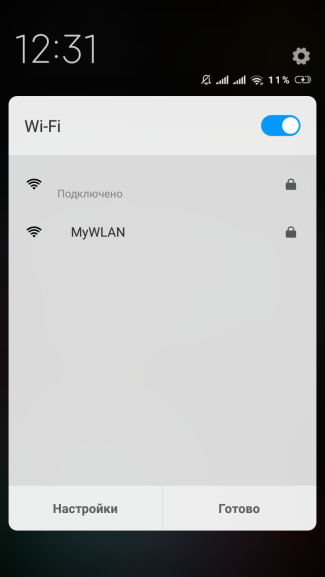 12:31
11%
Wi-Fi
Подключено
MyWLAN
Настройки
Готово